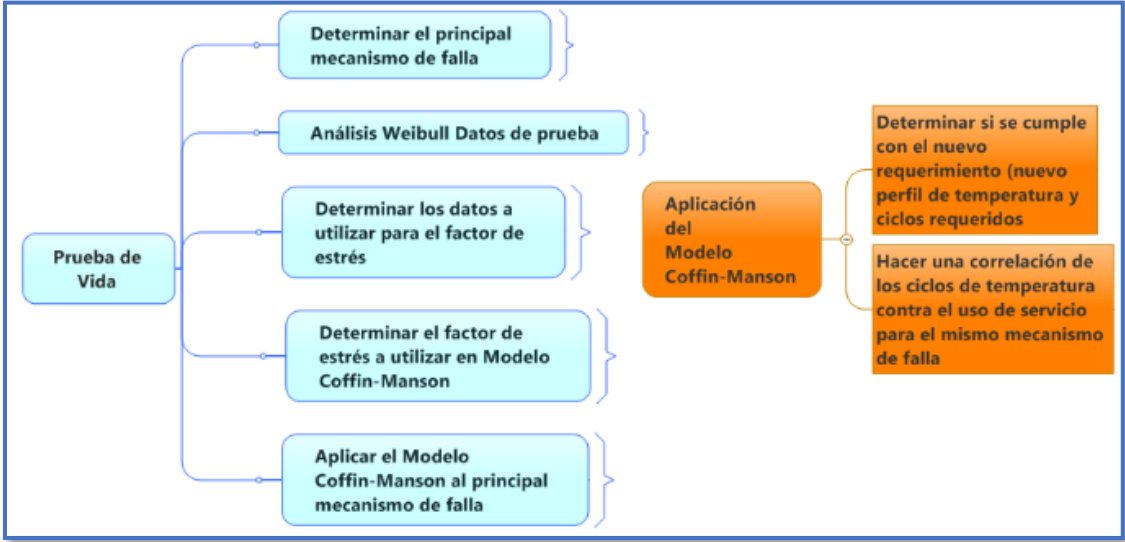 Prueba de
Vida
Determinar el principal
mecanismo de falla
Análisis Weibull Datos de prueba
Determinar los datos a
utilizar para el factor de
estrés
Determinar el factor de
estrés a utilizar en Modelo
Coffin-Manson
Aplicar el Modelo
Coffin-Manson al principal
mecanismo de falla
Aplicación
del
Modelo
Coffin-Manson
Determinar si se cumple
con el nuevo
requerimiento (nuevo
perfil de temperatura y
ciclos requeridos
Hacer una correlación de
los ciclos de temperatura
contra el uso de servicio
para el mismo mecanismo
de falla